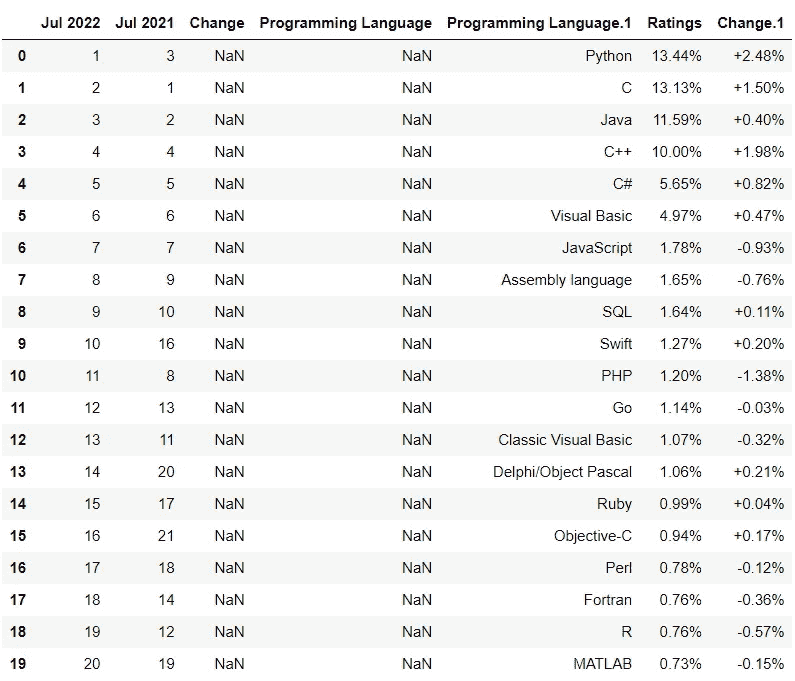 Jul 2022 Jul 2021 Change Programming Language Programming Language.1 Ratings Change.1
0 1 3 NaN NaN Python 13.44% +2.48%
1 2 1 NaN NaN C 13.13% +1.50%
2 3 2 NaN NaN Java 11.59% +0.40%
3 4 4 NaN NaN C++ 10.00% +1.98%
4 5 5 NaN NaN C# 5.65% +0.82%
5 6 6 NaN NaN Visual Basic 4.97% +0.47%
6 7 7 NaN NaN JavaScript 1.78% -0.93%
7 8 9 NaN NaN Assembly language 1.65% -0.76%
8 9 10 NaN NaN SQL 1.64% +0.11%
9 10 16 NaN NaN Swift 1.27% +0.20%
10 11 8 NaN NaN PHP 1.20% -1.38%
11 12 13 NaN NaN Go 1.14% -0.03%
12 13 11 NaN NaN Classic Visual Basic 1.07% -0.32%
13 14 20 NaN NaN Delphi/Object Pascal 1.06% +0.21%
14 15 17 NaN NaN Ruby 0.99% +0.04%
15 16 21 NaN NaN Objective-C 0.94% +0.17%
16 17 18 NaN NaN Perl 0.78% -0.12%
17 18 14 NaN NaN Fortran 0.76% -0.36%
18 19 12 NaN NaN R 0.76% -0.57%
19 20 19 NaN NaN MATLAB 0.73% -0.15%